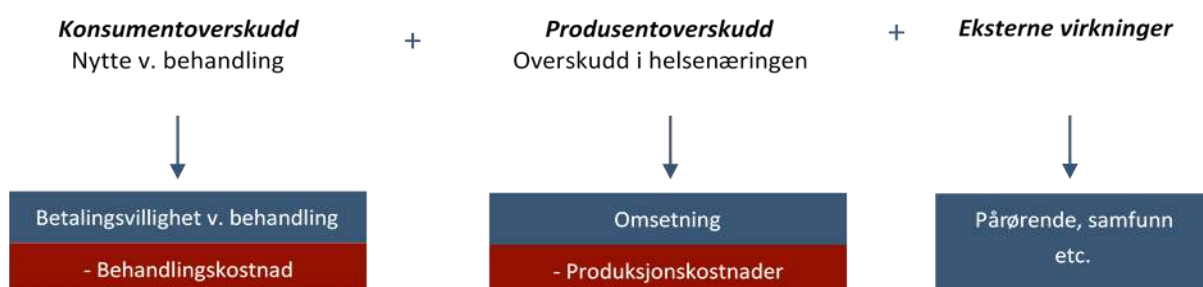 Konsumentoverskudd
Nytte v. behandling
+
Produsentoverskudd
Overskudd i helsenæringen
+
Eksterne virkninger
Betalingsvillighet v. behandling
- Behandlingskostnad
Omsetning
- Produksjonskostnader
Pårørende, samfunn
etc.